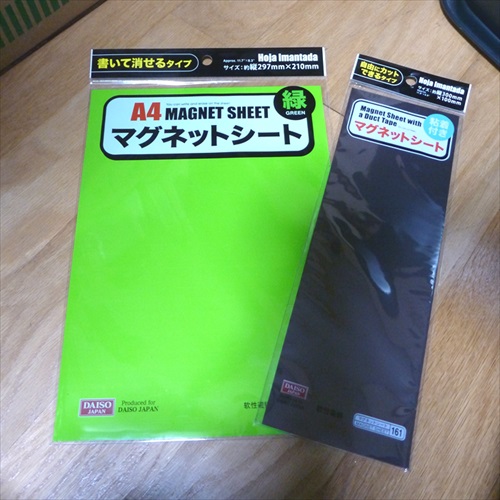 書いて消せるタイプ
Hoja Imantada
サイズ：約縦297mm×210mm
A4 MAGNET SHEET
マグネットシート
緑
GREEN
DAISO
JAPAN
Produced for
DAISO JAPAN
自由にカット
できるタイプ
Hoja Imantada
Magnet Sheet with
a Duct Tape
マグネットシート
粘着
付き
DAISO
JAPAN
161